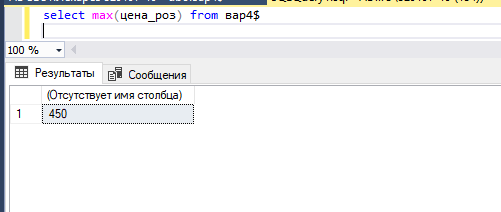 select max(цена_роз) from вар4$
100 %
Результаты Сообщения
(Отсутствует имя столбца)
1 450